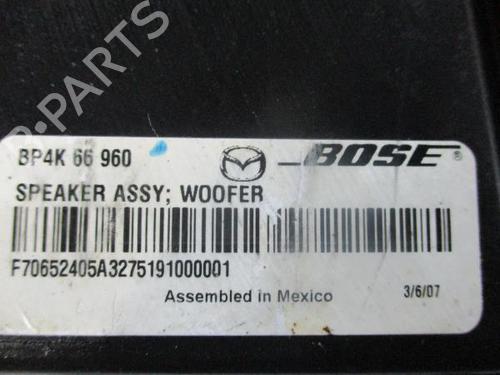 BP4K 66 960
BOSE®
SPEAKER ASSY; WOOFER
F70652405A3275191000001
Assembled in Mexico
3/6/07
B-PARTS